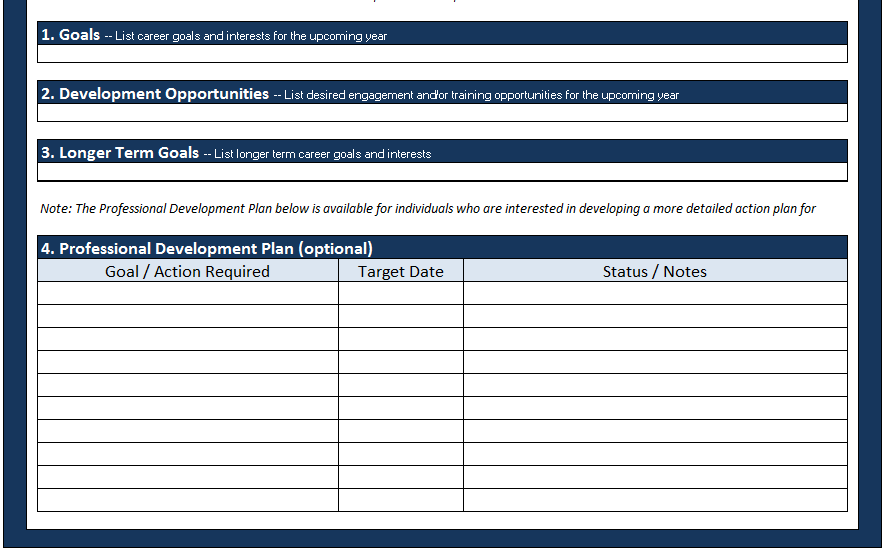 1. Goals -- List career goals and interests for the upcoming year
2. Development Opportunities -- List desired engagement and/or training opportunities for the upcoming year
3. Longer Term Goals -- List longer term career goals and interests
Note: The Professional Development Plan below is available for individuals who are interested in developing a more detailed action plan for
4. Professional Development Plan (optional)
Goal / Action Required Target Date Status / Notes